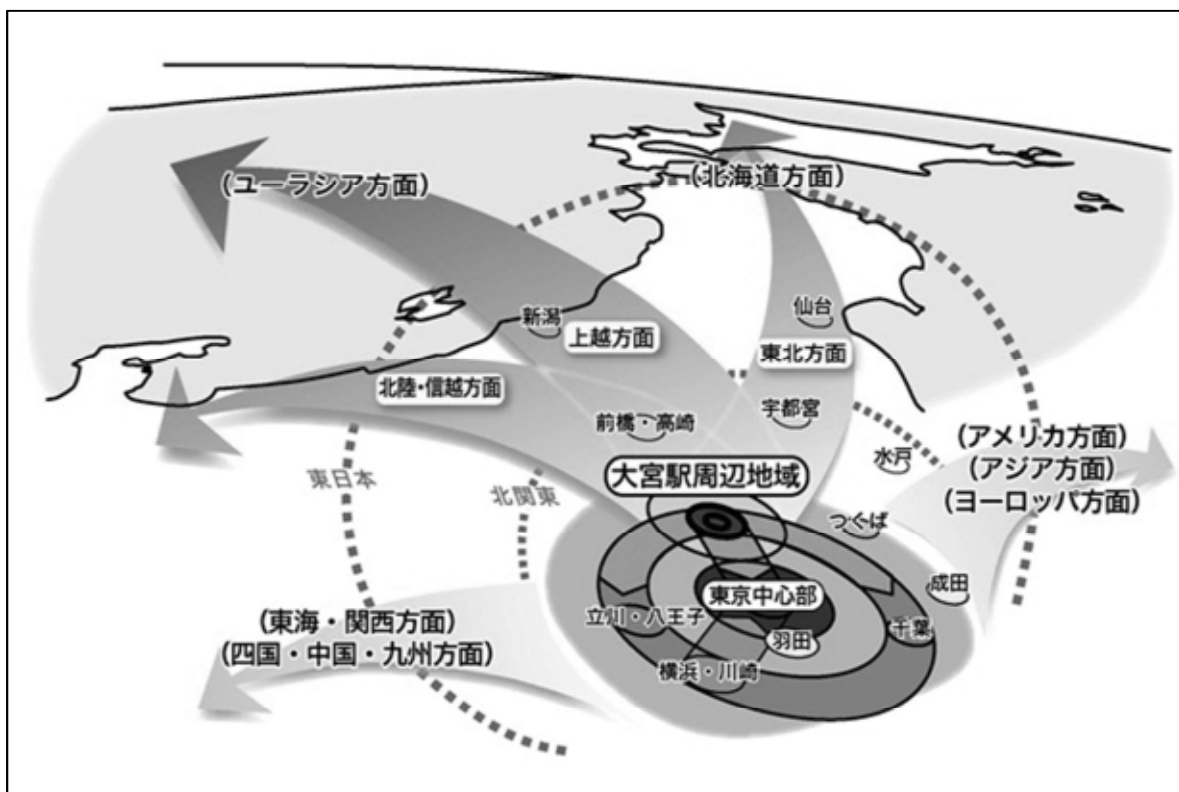 (ユーラシア方面)
(北海道方面)
仙台
新潟
上越方面
東北方面
北陸・信越方面
前橋・高崎
宇都宮
(アメリカ方面)
(アジア方面)
(ヨーロッパ方面)
水戸
大宮駅周辺地域
東日本
北関東
つくば
成田
東京中心部
立川・八王子
千葉
羽田
(東海・関西方面)
(四国・中国・九州方面)
横浜・川崎